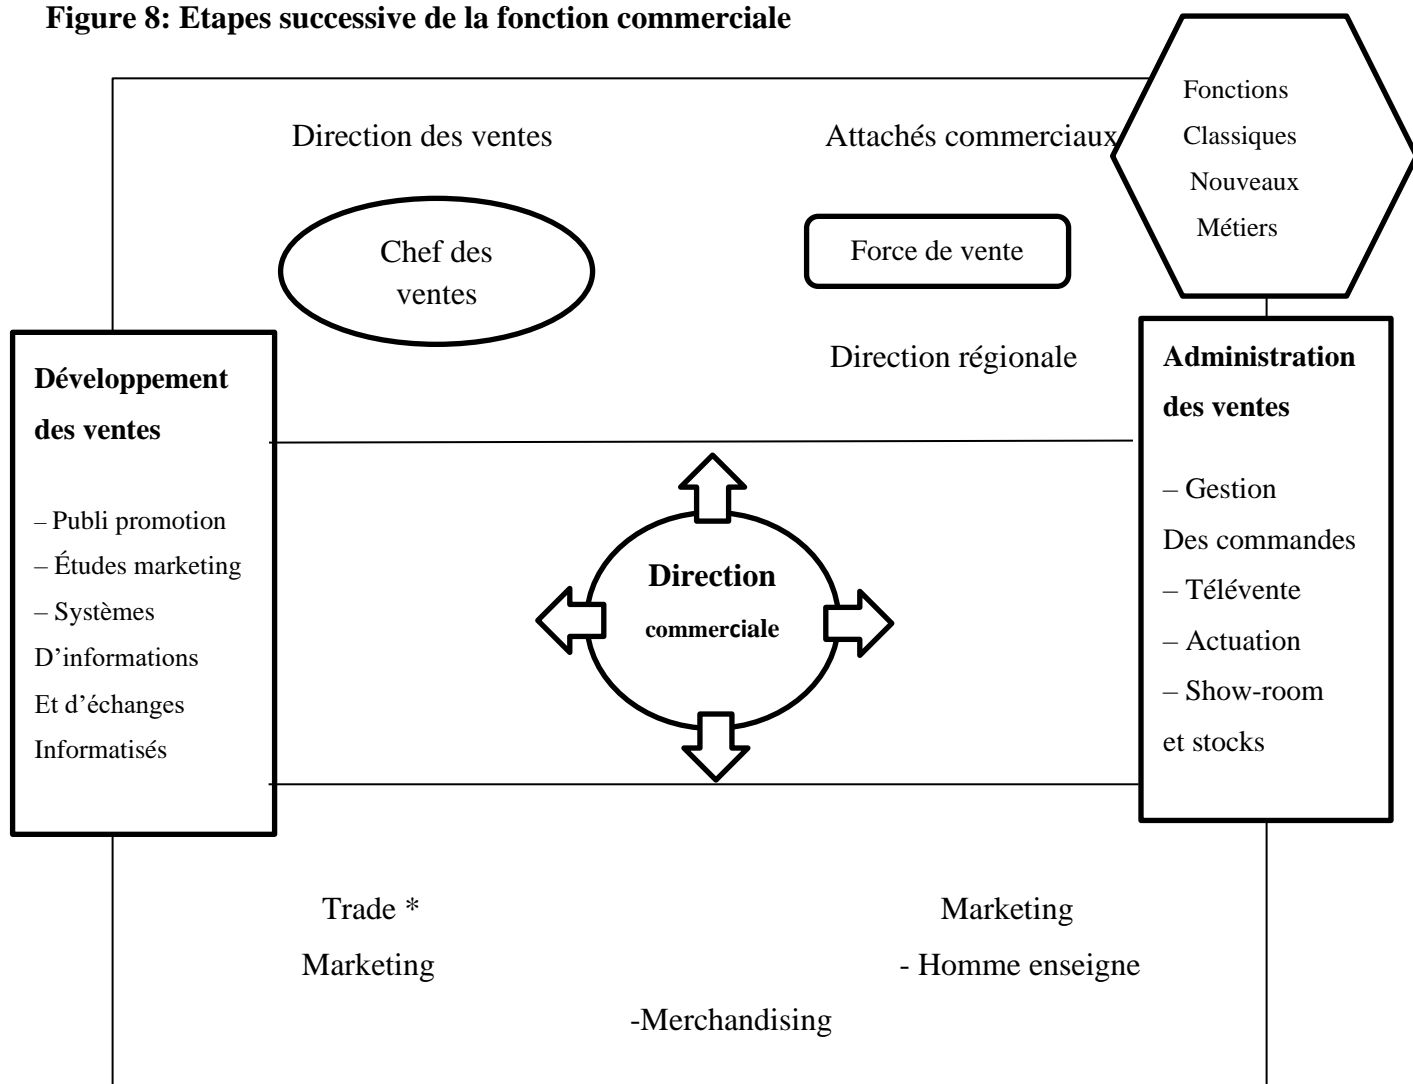 Figure 8: Etapes successive de la fonction commerciale
Fonctions
Classiques
Nouveaux
Métiers
Direction des ventes
Attachés commerciaux
Chef des
ventes
Force de vente
Direction régionale
Développement
des ventes
– Publi promotion
– Études marketing
– Systèmes
D’informations
Et d’échanges
Informatisés
Direction
commerciale
Administration
des ventes
– Gestion
Des commandes
– Télévente
– Actuation
– Show-room
et stocks
Trade *
Marketing
Marketing
- Homme enseigne
-Merchandising